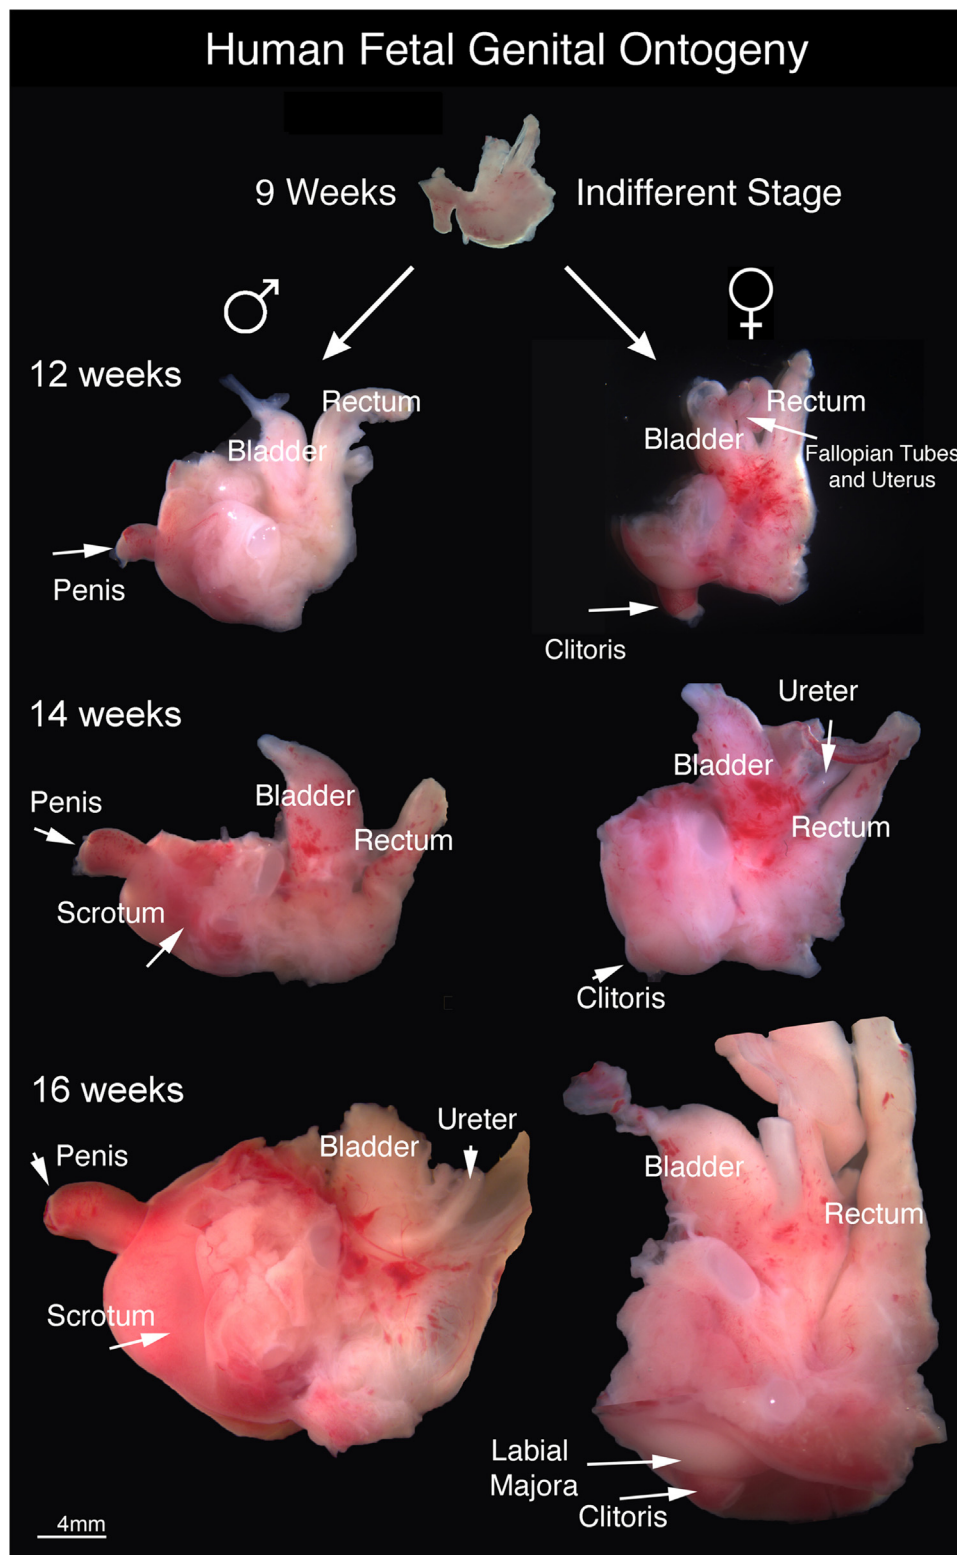 Human Fetal Genital Ontogeny
9 Weeks
Indifferent Stage
♂
♀
12 weeks
Rectum
Bladder
Penis
Rectum
Bladder
Fallopian Tubes
and Uterus
Clitoris
14 weeks
Penis
Bladder
Rectum
Scrotum
Ureter
Bladder
Rectum
Clitoris
16 weeks
Penis
Bladder
Ureter
Scrotum
Bladder
Rectum
Labial
Majora
Clitoris
4mm